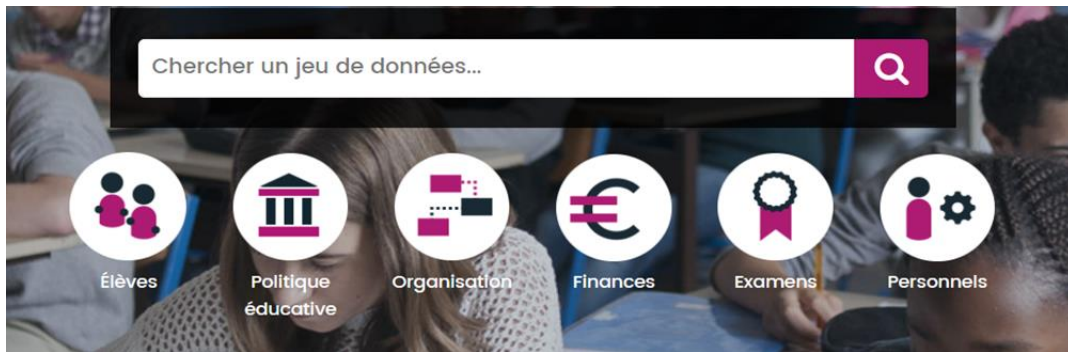 Chercher un jeu de données...
Élèves
Politique
éducative
Organisation
Finances
Examens
Personnels